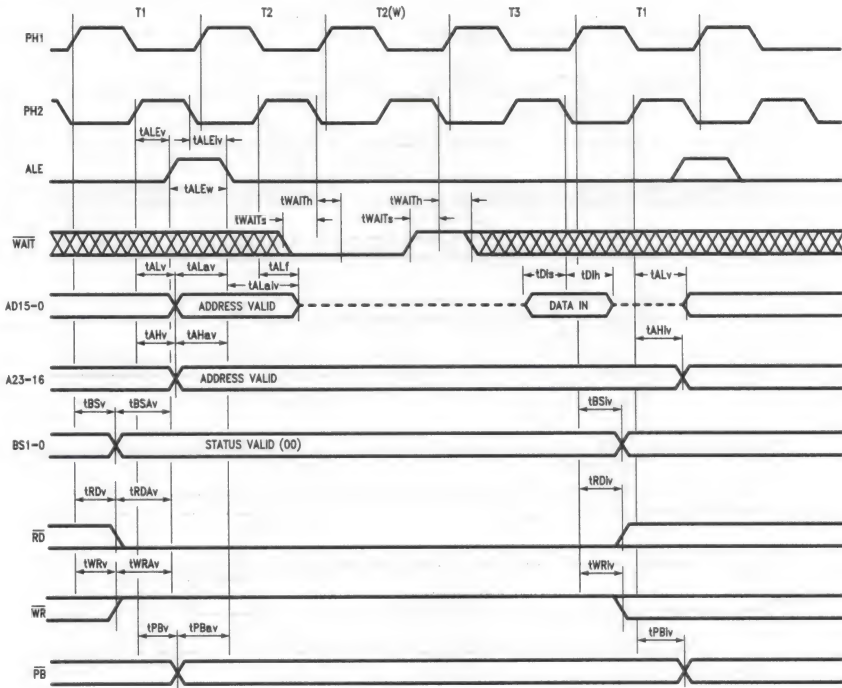 T1 T2 T2(W) T3 T1
PH1
PH2
tALEv tALEiv
ALE
tALEw
tWAITh tWAITh
tWAITs tWAITs
WAIT
tALv tALav tALf tDIs tDIh tALv
tALaiv
AD15-0 ADDRESS VALID DATA IN
tAHv tAHav tAHiv
A23-16 ADDRESS VALID
tBSv tBSAv tBSiv
BS1-0 STATUS VALID (00)
tRDv tRDAv tRDiv
RD
tWRv tWRAv tWRiv
WR
tPBv tPBav tPBiv
PB